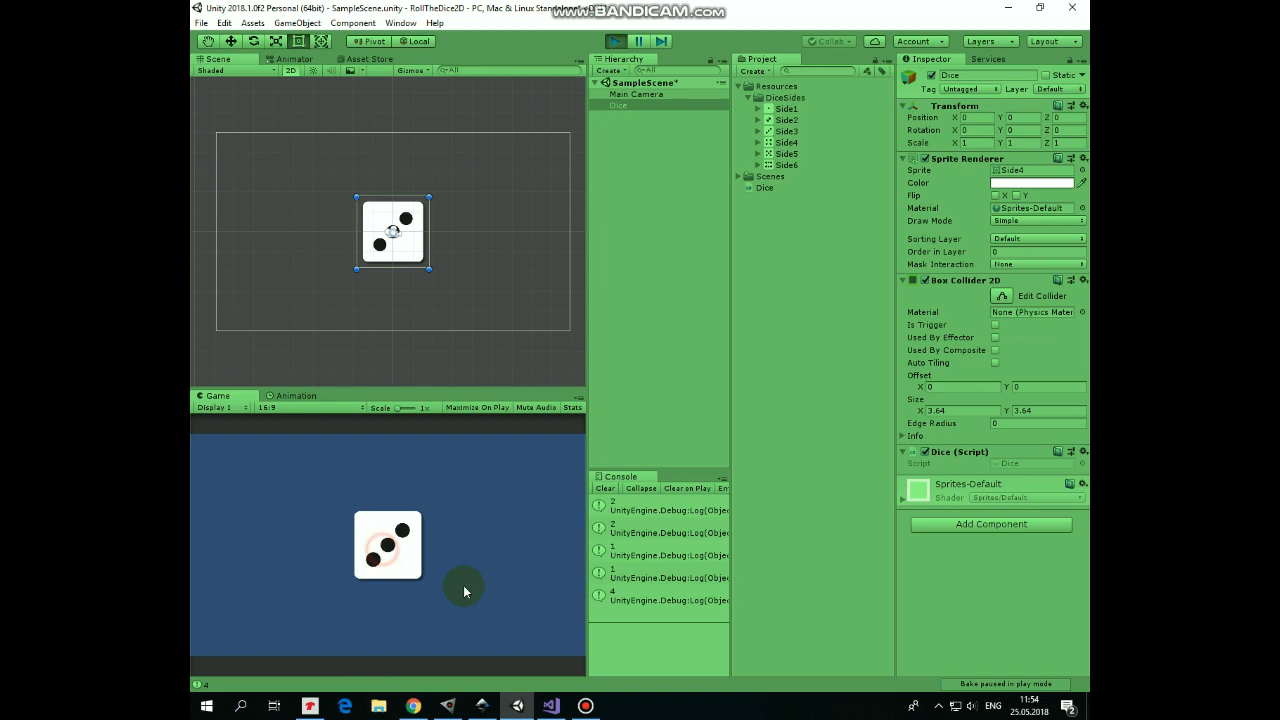 Unity 2018.1.0f2 Personal (64bit) - SampleScene.unity - RollTheDice2D - PC, Mac & Linux Standalone
www.BANDICAM.com
File Edit Assets GameObject Component Window Help
Pivot Local Collab Account Layers Layout
Scene Animator Asset Store
Shaded 2D Gizmos All
Hierarchy
Create All
SampleScene*
Main Camera
Dice
Project
Create
Resources
DiceSides
Side1
Side2
Side3
Side4
Side5
Side6
Scenes
Dice
Inspector Services
Dice Static
Tag Untagged Layer Default
Transform
Position X 0 Y 0 Z 0
Rotation X 0 Y 0 Z 0
Scale X 1 Y 1 Z 1
Sprite Renderer
Sprite Side4
Color
Flip X Y
Material Sprites-Default
Draw Mode Simple
Sorting Layer Default
Order in Layer 0
Mask Interaction None
Box Collider 2D
Edit Collider
Material None (Physics Mater
Is Trigger
Used By Effector
Used By Composite
Auto Tiling
Offset
X 0 Y 0
Size
X 3.64 Y 3.64
Edge Radius 0
Info
Dice (Script)
Script Dice
Sprites-Default
Shader Sprites/Default
Add Component
Game Animation
Display 1 16:9 Scale 1x Maximize On Play Mute Audio Stats
Console
Clear Collapse Clear on Play Er
2
UnityEngine.Debug:Log(Objec
2
UnityEngine.Debug:Log(Objec
1
UnityEngine.Debug:Log(Objec
1
UnityEngine.Debug:Log(Objec
4
UnityEngine.Debug:Log(Objec
4
Bake paused in play mode
ENG
11:54
25.05.2018
2